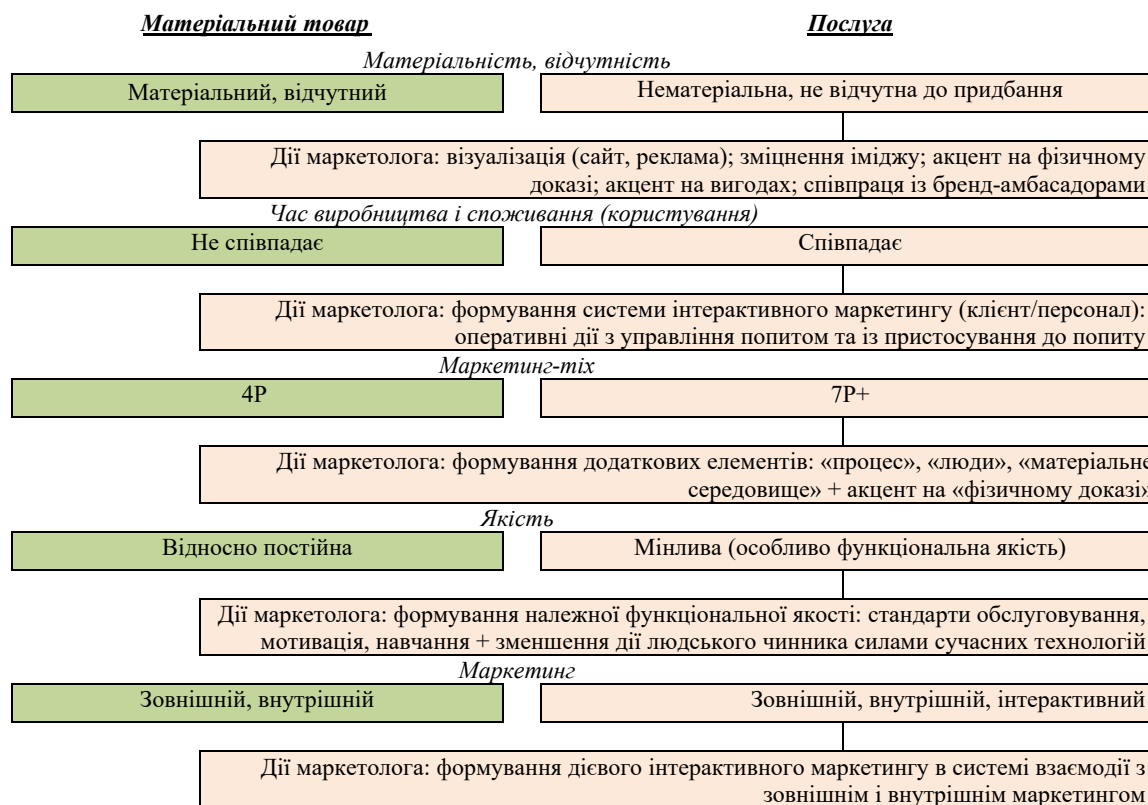 Матеріальний товар Послуга
Матеріальність, відчутність
Матеріальний, відчутний Нематеріальна, не відчутна до придбання
Дії маркетолога: візуалізація (сайт, реклама); зміцнення іміджу; акцент на фізичному
доказі; акцент на вигодах; співпраця із бренд-амбасадорами
Час виробництва і споживання (користування)
Не співпадає Співпадає
Дії маркетолога: формування системи інтерактивного маркетингу (клієнт/персонал):
оперативні дії з управління попитом та із пристосування до попиту
Маркетинг-mix
4Р 7Р+
Дії маркетолога: формування додаткових елементів: «процес», «люди», «матеріальне
середовище» + акцент на «фізичному доказі»
Якість
Відносно постійна Мінлива (особливо функціональна якість)
Дії маркетолога: формування належної функціональної якості: стандарти обслуговування,
мотивація, навчання + зменшення дії людського чинника силами сучасних технологій
Маркетинг
Зовнішній, внутрішній Зовнішній, внутрішній, інтерактивний
Дії маркетолога: формування дієвого інтерактивного маркетингу в системі взаємодії з
зовнішнім і внутрішнім маркетингом